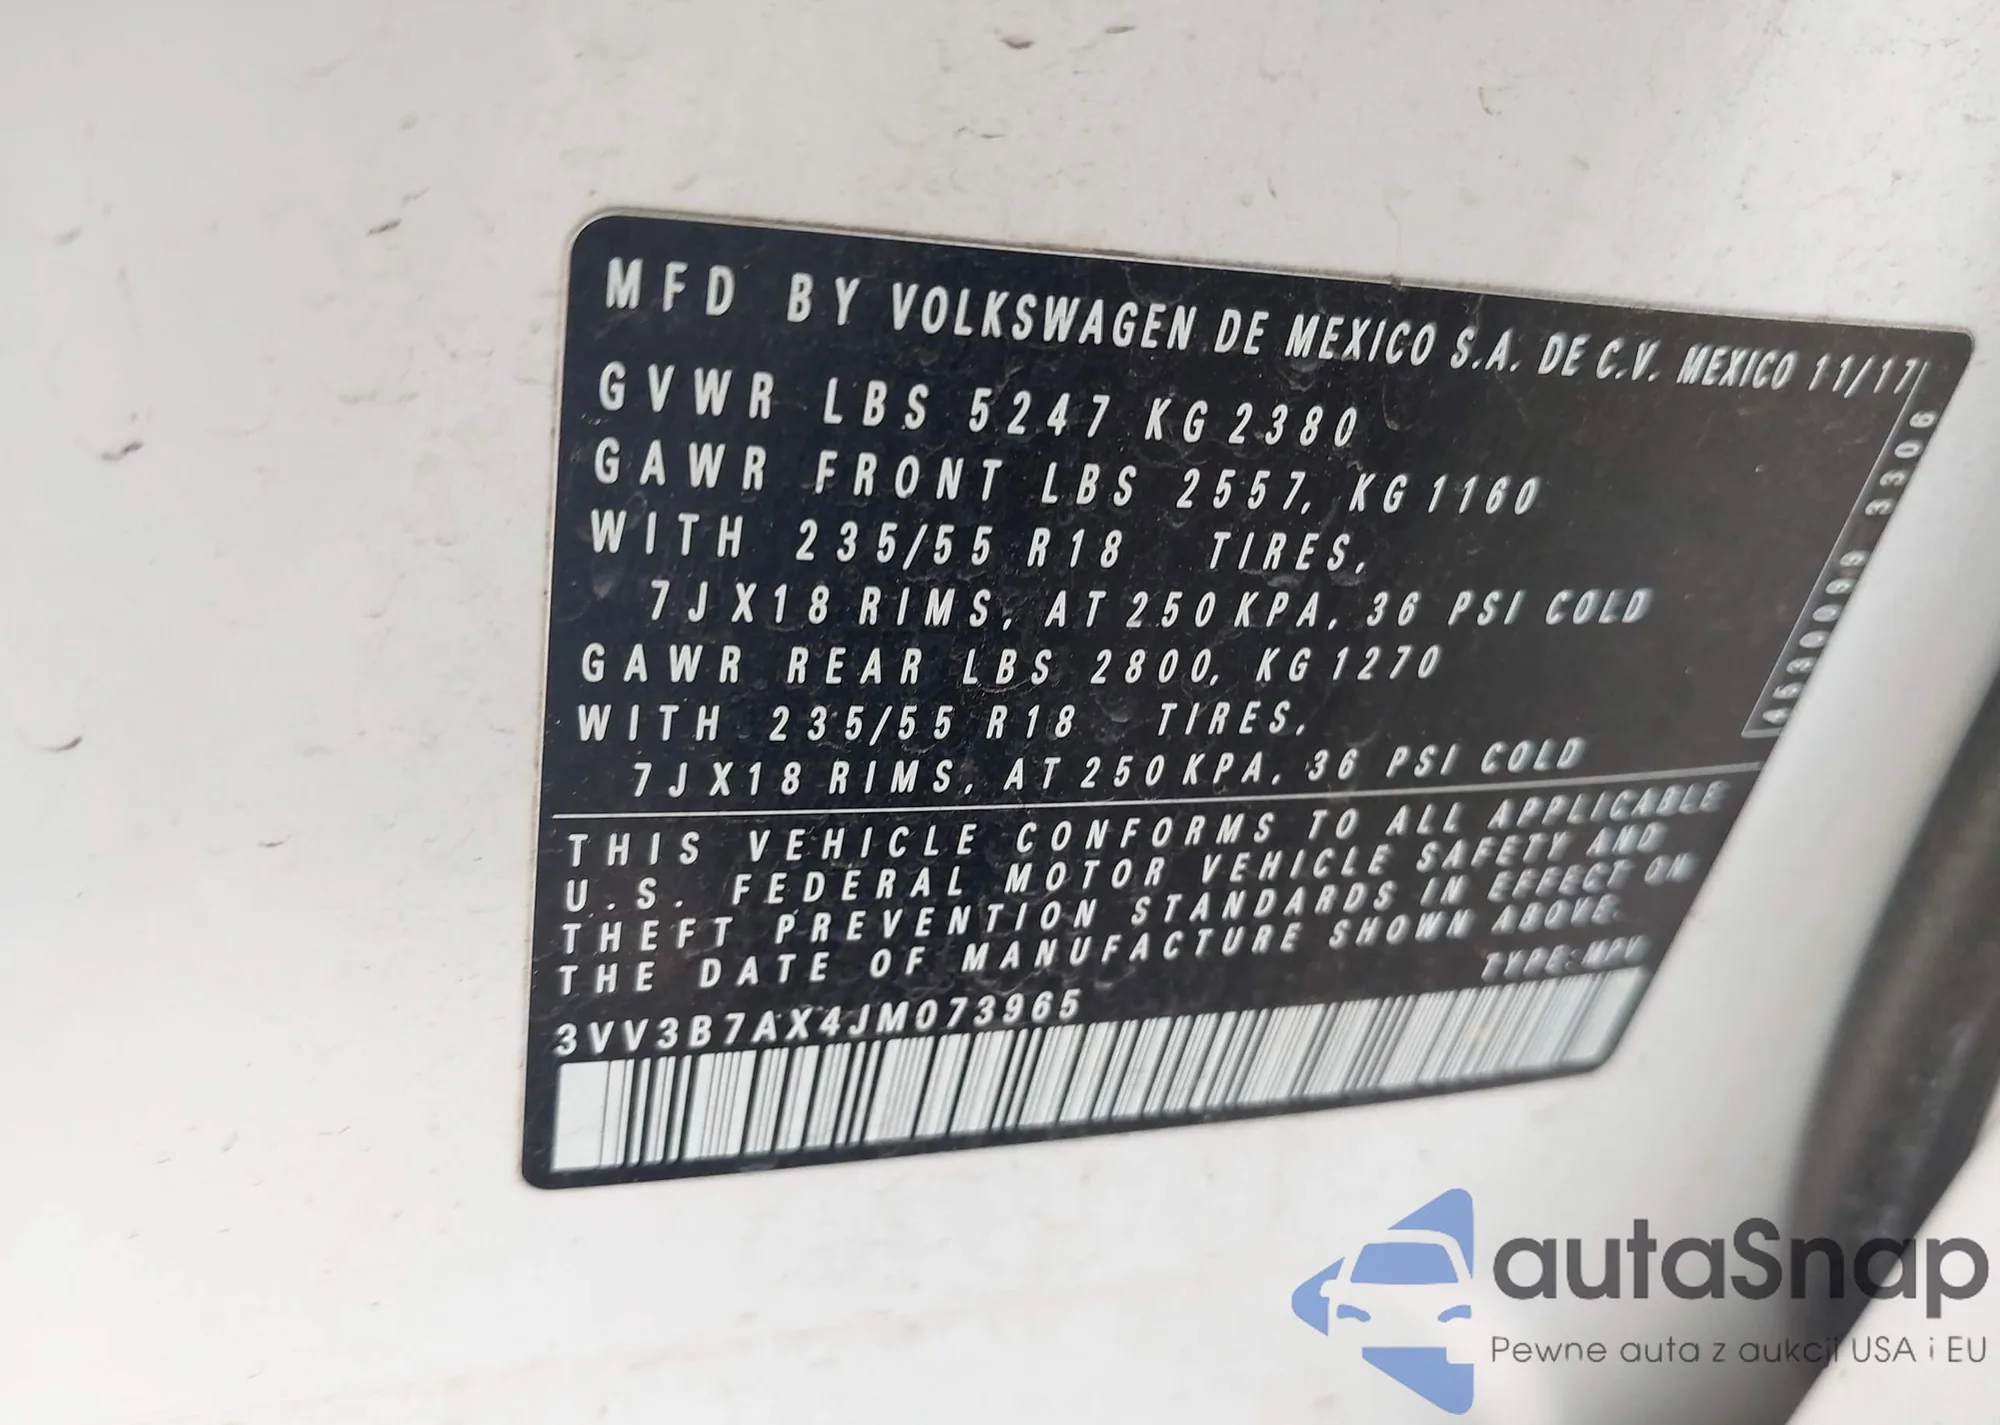 MFD BY VOLKSWAGEN DE MEXICO S.A. DE C.V. MEXICO 11/17
GVWR LBS 5247 KG 2380
GAWR FRONT LBS 2557, KG 1160
WITH 235/55 R18 TIRES,
7JX18 RIMS, AT 250 KPA, 36 PSI COLD
GAWR REAR LBS 2800, KG 1270
WITH 235/55 R18 TIRES,
7JX18 RIMS, AT 250 KPA, 36 PSI COLD
THIS VEHICLE CONFORMS TO ALL APPLICABLE
U.S. FEDERAL MOTOR VEHICLE SAFETY AND
THEFT PREVENTION STANDARDS IN EFFECT ON
THE DATE OF MANUFACTURE SHOWN ABOVE.
TYPE: MPV
3VV3B7AX4JM073965
3306
autaSnap
Pewne auta z aukcji USA i EU